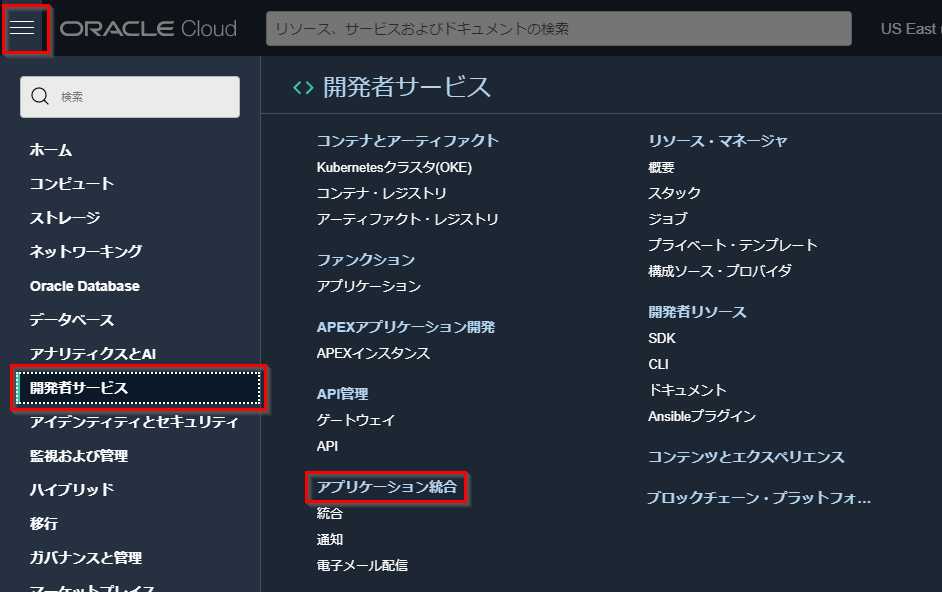 ORACLE Cloud
リソース、サービスおよびドキュメントの検索
US East
検索
ホーム
コンピュート
ストレージ
ネットワーキング
Oracle Database
データベース
アナリティクスとAI
開発者サービス
アイデンティティとセキュリティ
監視および管理
ハイブリッド
移行
ガバナンスと管理
マーケットプレイス
<> 開発者サービス
コンテナとアーティファクト
Kubernetesクラスタ(OKE)
コンテナ・レジストリ
アーティファクト・レジストリ
ファンクション
アプリケーション
APEXアプリケーション開発
APEXインスタンス
API管理
ゲートウェイ
API
アプリケーション統合
統合
通知
電子メール配信
リソース・マネージャ
概要
スタック
ジョブ
プライベート・テンプレート
構成ソース・プロバイダ
開発者リソース
SDK
CLI
ドキュメント
Ansibleプラグイン
コンテンツとエクスペリエンス
ブロックチェーン・プラットフォ...